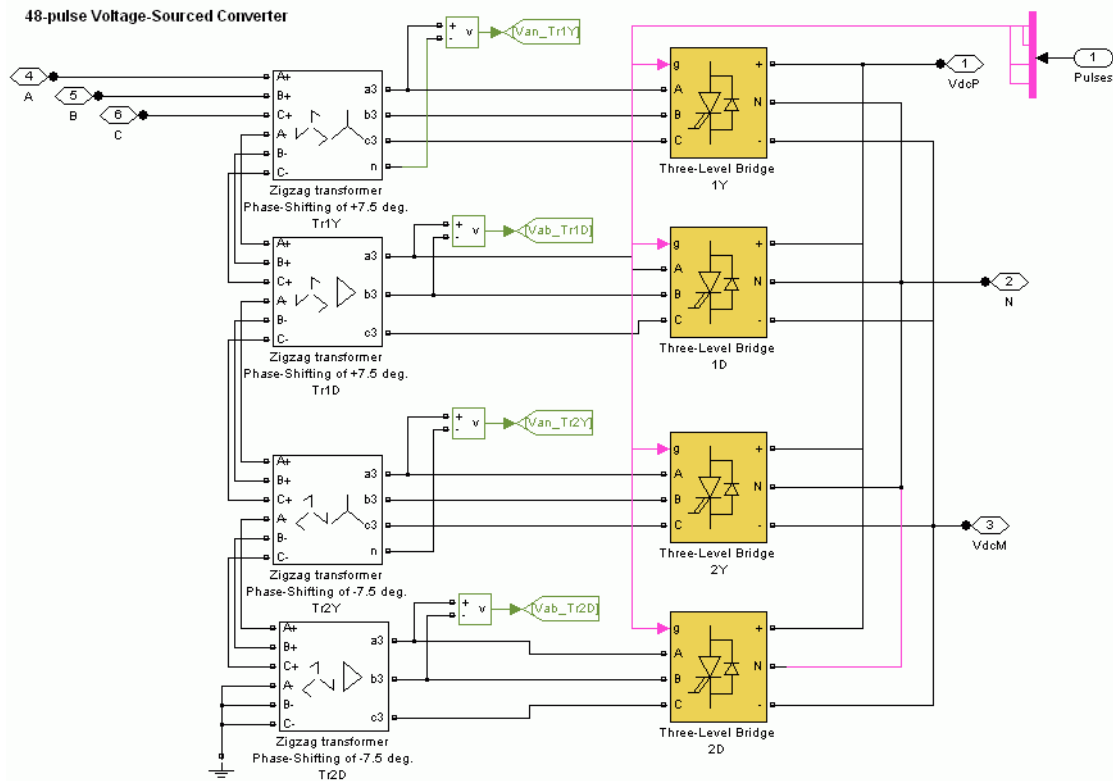 48-pulse Voltage-Sourced Converter
4
A
5
B
6
C
A+
B+
C+
A-
B-
C-
a3
b3
c3
n
Zigzag transformer
Phase-Shifting of +7.5 deg.
Tr1Y
+
-
v
[Van_Tr1Y]
g
A
B
C
+
N
-
Three-Level Bridge
1Y
1
VdcP
1
Pulses
A+
B+
C+
A-
B-
C-
a3
b3
c3
Zigzag transformer
Phase-Shifting of +7.5 deg.
Tr1D
+
-
v
[Vab_Tr1D]
g
A
B
C
+
N
-
Three-Level Bridge
1D
2
N
A+
B+
C+
A-
B-
C-
a3
b3
c3
n
Zigzag transformer
Phase-Shifting of -7.5 deg.
Tr2Y
+
-
v
[Van_Tr2Y]
g
A
B
C
+
N
-
Three-Level Bridge
2Y
3
VdcM
A+
B+
C+
A-
B-
C-
a3
b3
c3
Zigzag transformer
Phase-Shifting of -7.5 deg.
Tr2D
+
-
v
[Vab_Tr2D]
g
A
B
C
+
N
-
Three-Level Bridge
2D